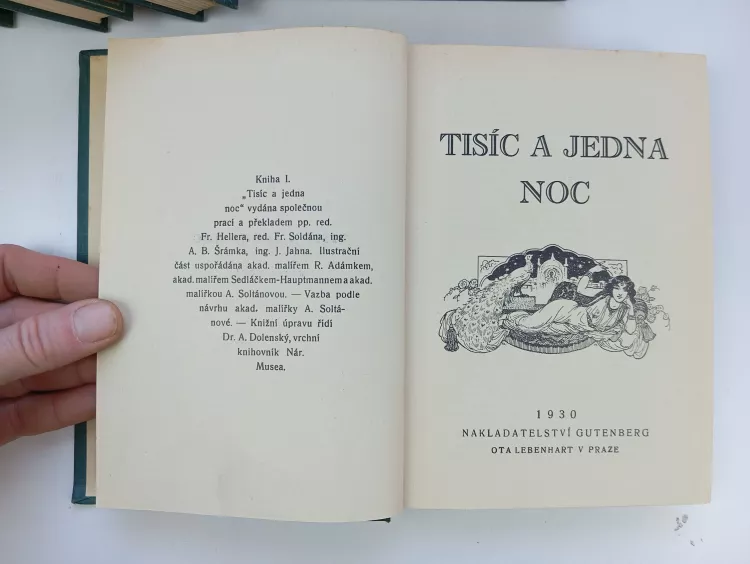 Kniha I.
„Tisíc a jedna
noc“ vydána společnou
prací a překladem pp. red.
Fr. Hellera, red. Fr. Soldána, ing.
A. B. Šrámka, ing. J. Jahna. Ilustrační
část uspořádána akad. malířem R. Adámkem,
akad. malířem Sedláčkem-Hauptmannem a akad.
malířkou A. Soltánovou. — Vazba podle
návrhu akad. malířky A. Soltá-
nové. — Knižní úpravu řídí
Dr. A. Dolenský, vrchní
knihovník Nár.
Musea.
TISÍC A JEDNA
NOC
1930
NAKLADATELSTVÍ GUTENBERG
OTA LEBENHART V PRAZE